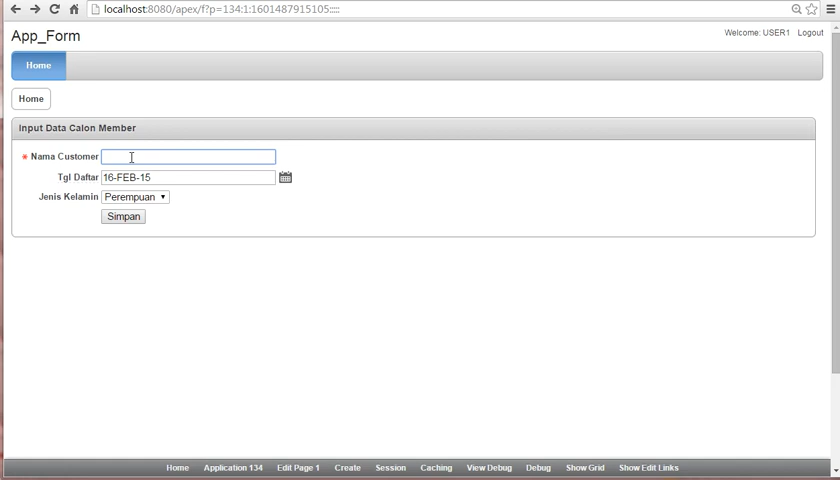 localhost:8080/apex/f?p=134:1:1601487915105:::::
App_Form
Welcome: USER1 Logout
Home
Home
Input Data Calon Member
* Nama Customer
Tgl Daftar 16-FEB-15
Jenis Kelamin Perempuan
Simpan
Home Application 134 Edit Page 1 Create Session Caching View Debug Debug Show Grid Show Edit Links